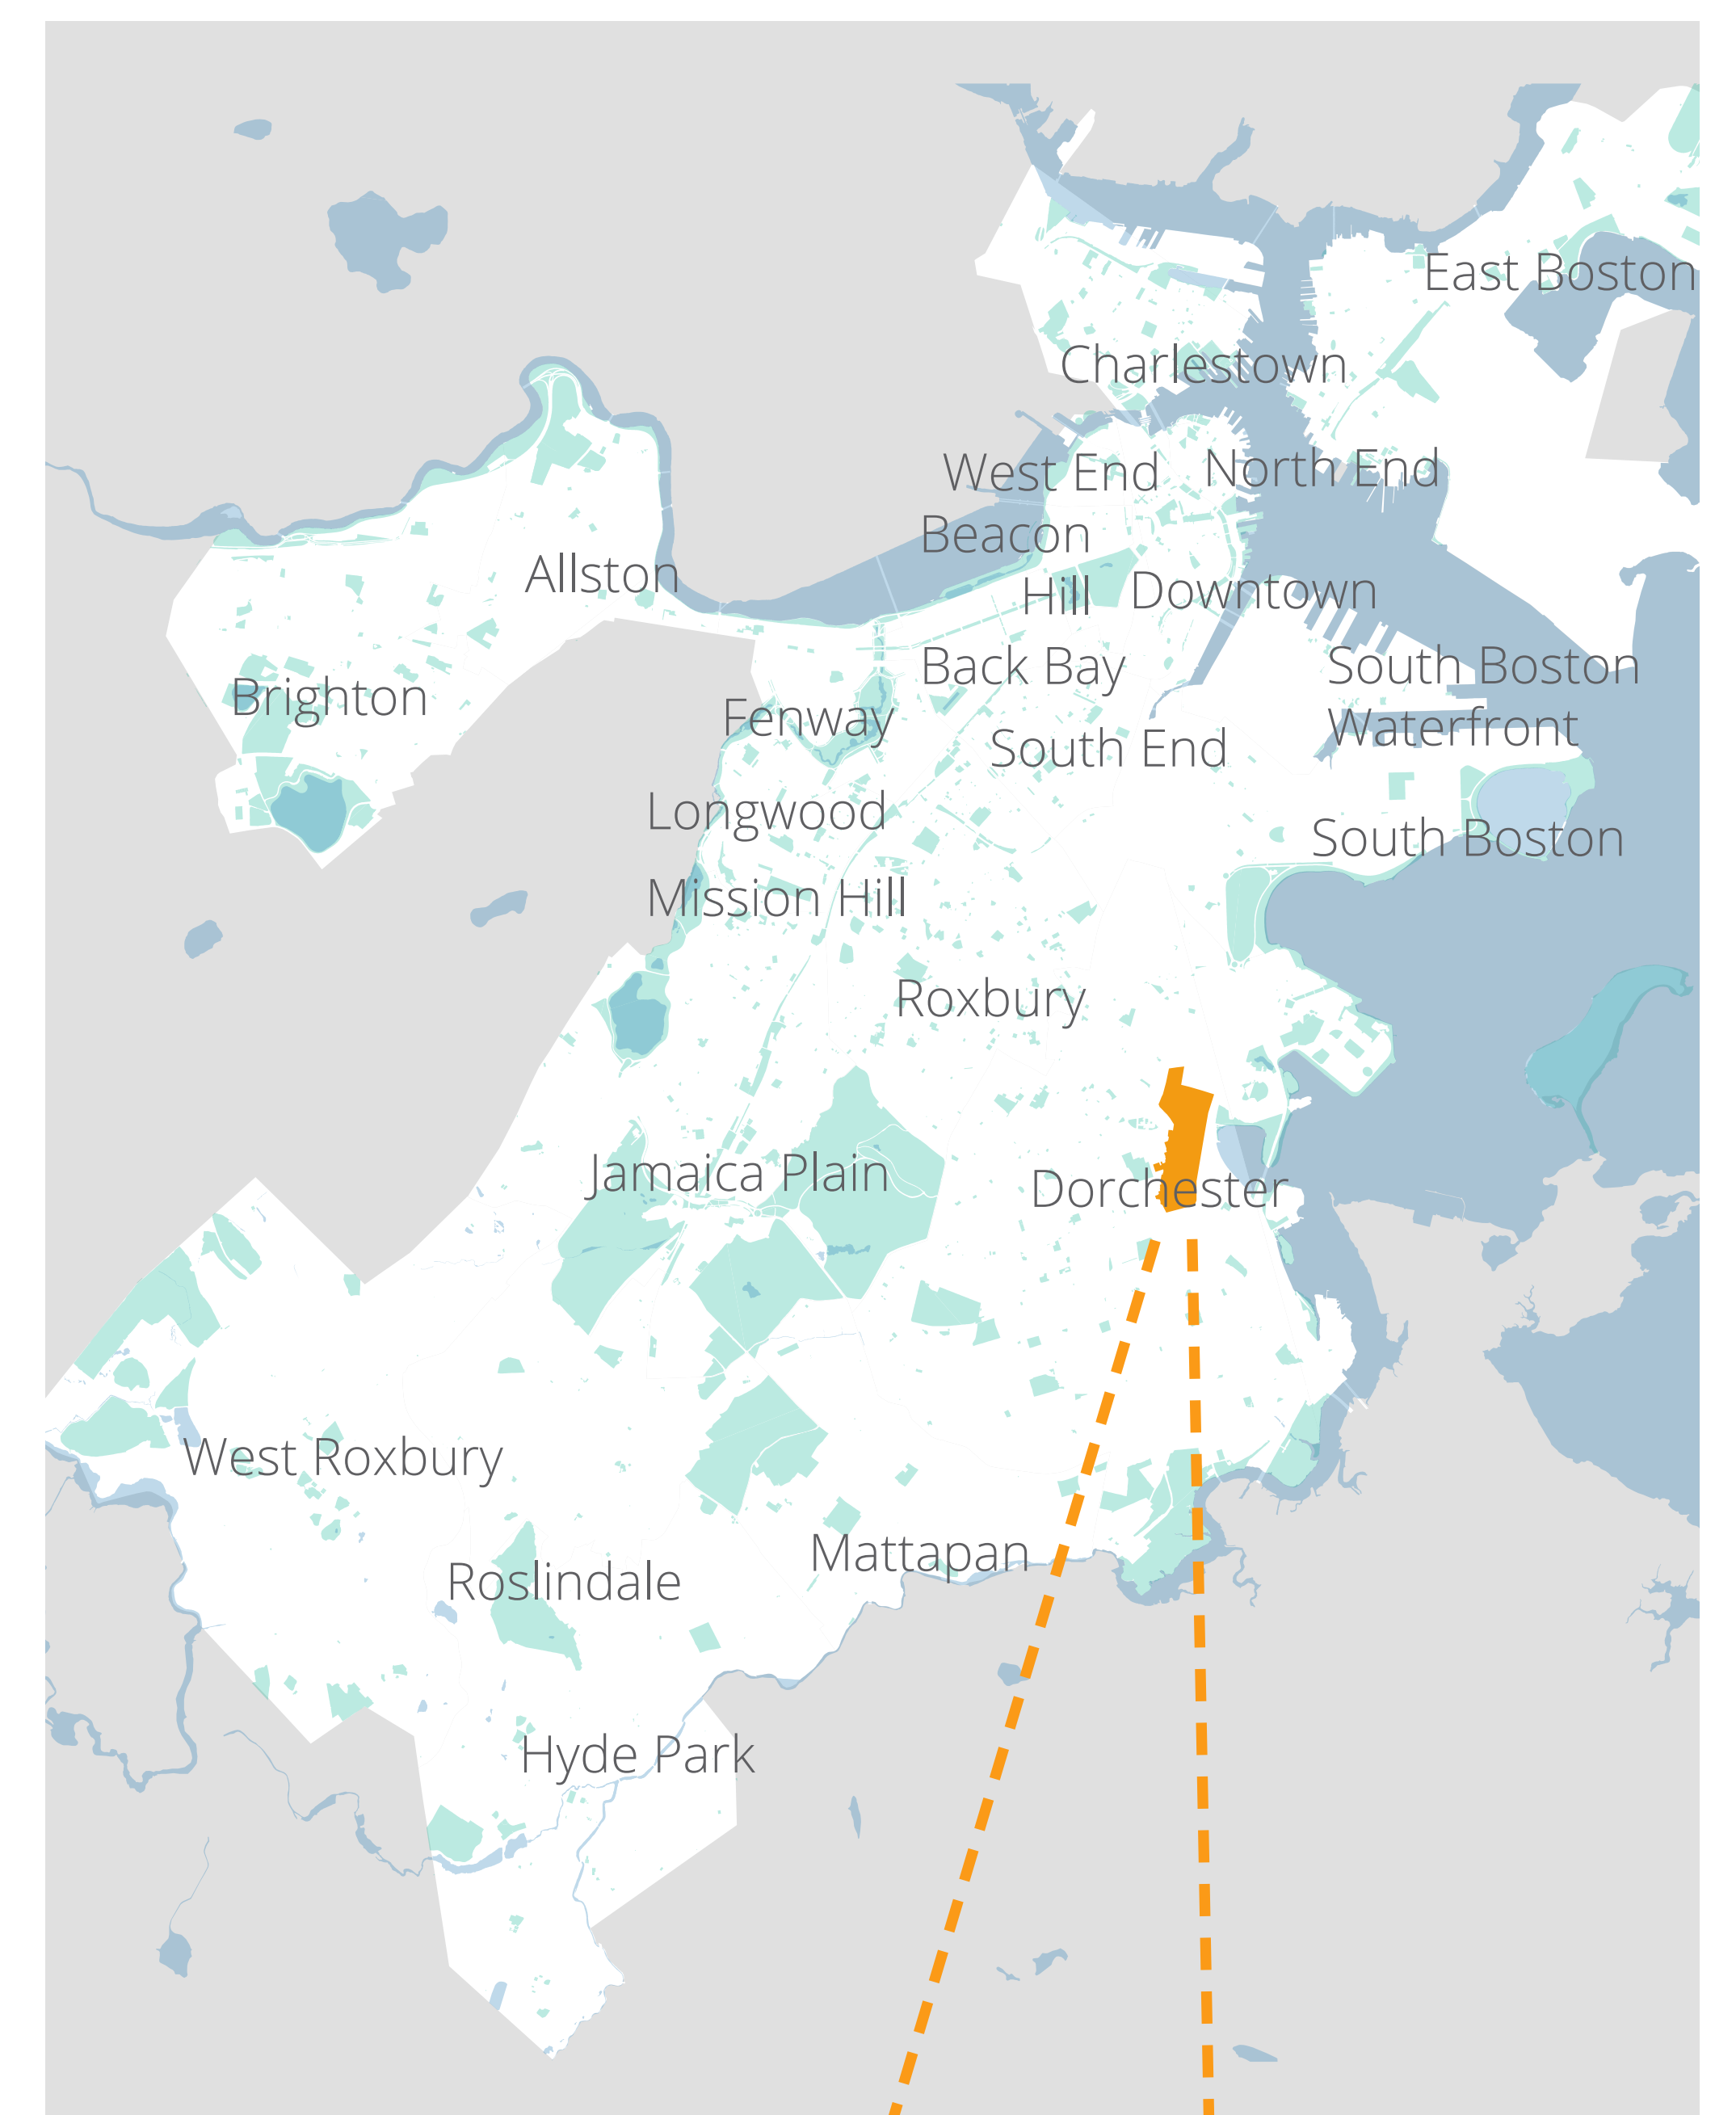 East Boston
Charlestown
West End
North End
Beacon
Hill
Downtown
Allston
Back Bay
South Boston
Waterfront
Brighton
Fenway
South End
Longwood
South Boston
Mission Hill
Roxbury
Jamaica Plain
Dorchester
West Roxbury
Mattapan
Roslindale
Hyde Park